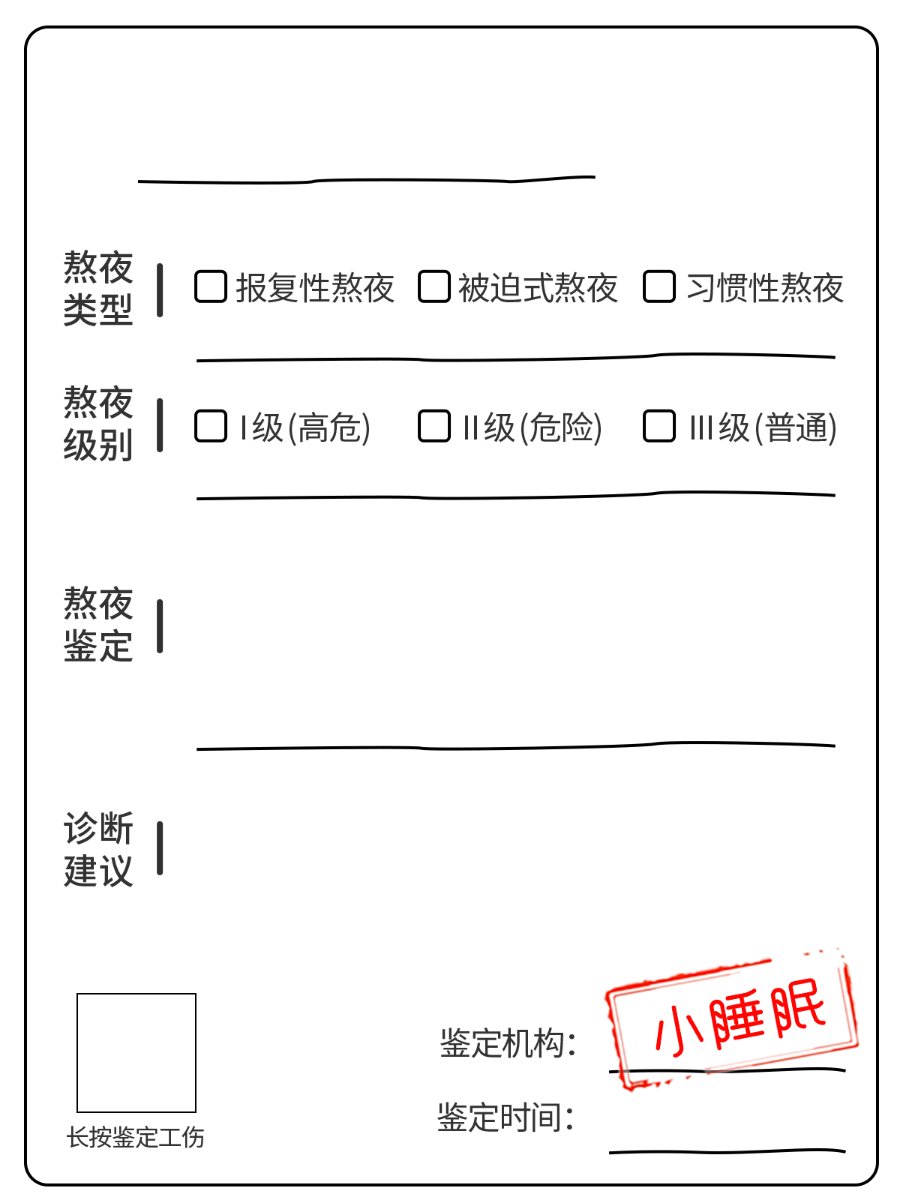 熬夜
类型
报复性熬夜 被迫式熬夜 习惯性熬夜
熬夜
级别
I级(高危) II级(危险) III级(普通)
熬夜
鉴定
诊断
建议
小睡眠
鉴定机构：
鉴定时间：
长按鉴定工伤